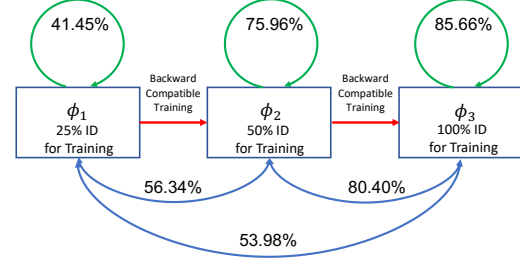 41.45%
75.96%
85.66%
Backward
Compatible
Training
Backward
Compatible
Training
ϕ₁
25% ID
for Training
ϕ₂
50% ID
for Training
ϕ₃
100% ID
for Training
56.34%
80.40%
53.98%